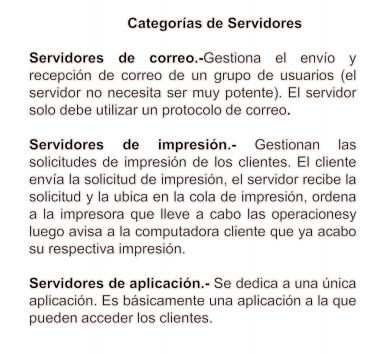 Categorías de Servidores
Servidores de correo.-Gestiona el envío y
recepción de correo de un grupo de usuarios (el
servidor no necesita ser muy potente). El servidor
solo debe utilizar un protocolo de correo.
Servidores de impresión.- Gestionan las
solicitudes de impresión de los clientes. El cliente
envía la solicitud de impresión, el servidor recibe la
solicitud y la ubica en la cola de impresión, ordena
a la impresora que lleve a cabo las operacionesy
luego avisa a la computadora cliente que ya acabo
su respectiva impresión.
Servidores de aplicación.- Se dedica a una única
aplicación. Es básicamente una aplicación a la que
pueden acceder los clientes.